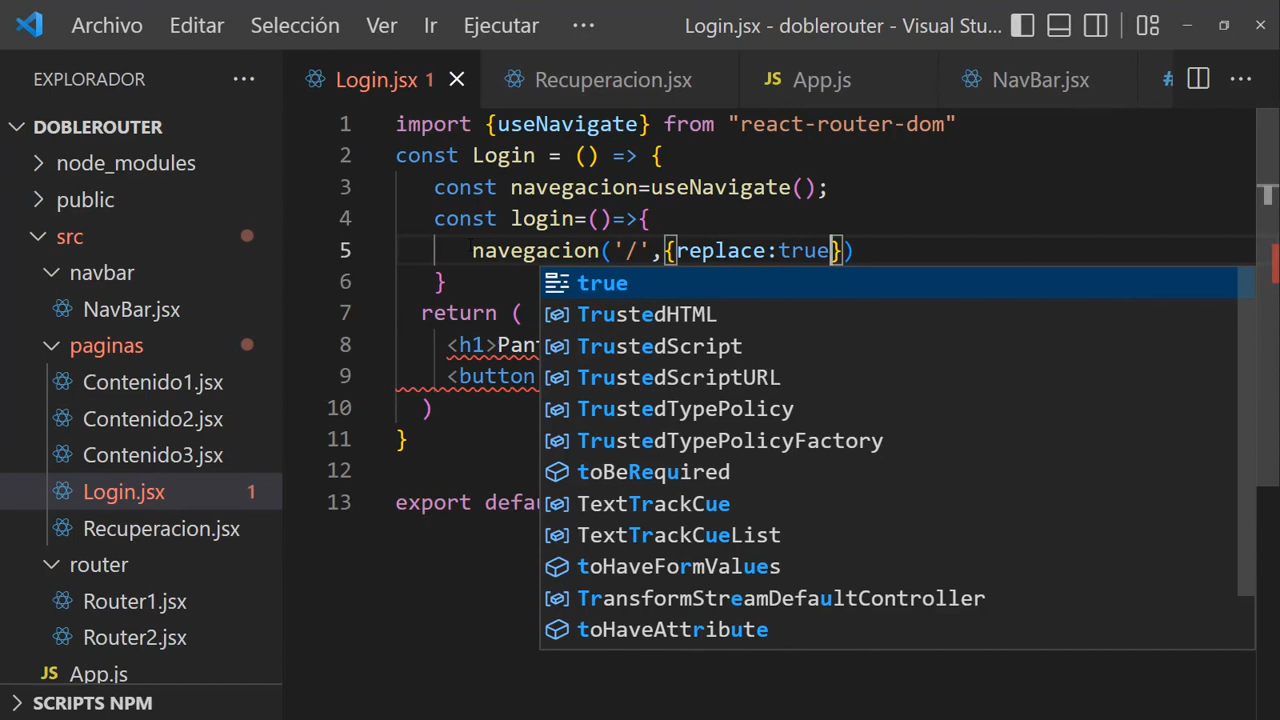 Archivo Editar Selección Ver Ir Ejecutar ··· Login.jsx - doblerouter - Visual Stu...
EXPLORADOR ···
Login.jsx 1 Recuperacion.jsx JS App.js NavBar.jsx # ···
DOBLEROUTER
node_modules
public
src
navbar
NavBar.jsx
paginas
Contenido1.jsx
Contenido2.jsx
Contenido3.jsx
Login.jsx 1
Recuperacion.jsx
router
Router1.jsx
Router2.jsx
JS App.js
SCRIPTS NPM
1 import {useNavigate} from "react-router-dom"
2 const Login = () => {
3 const navegacion=useNavigate();
4 const login=()=>{
5 navegacion('/',{replace:true})
6 }
7 return (
8 <h1>Pant
9 <button
10 )
11 }
12
13 export defa
true
TrustedHTML
TrustedScript
TrustedScriptURL
TrustedTypePolicy
TrustedTypePolicyFactory
toBeRequired
TextTrackCue
TextTrackCueList
toHaveFormValues
TransformStreamDefaultController
toHaveAttribute